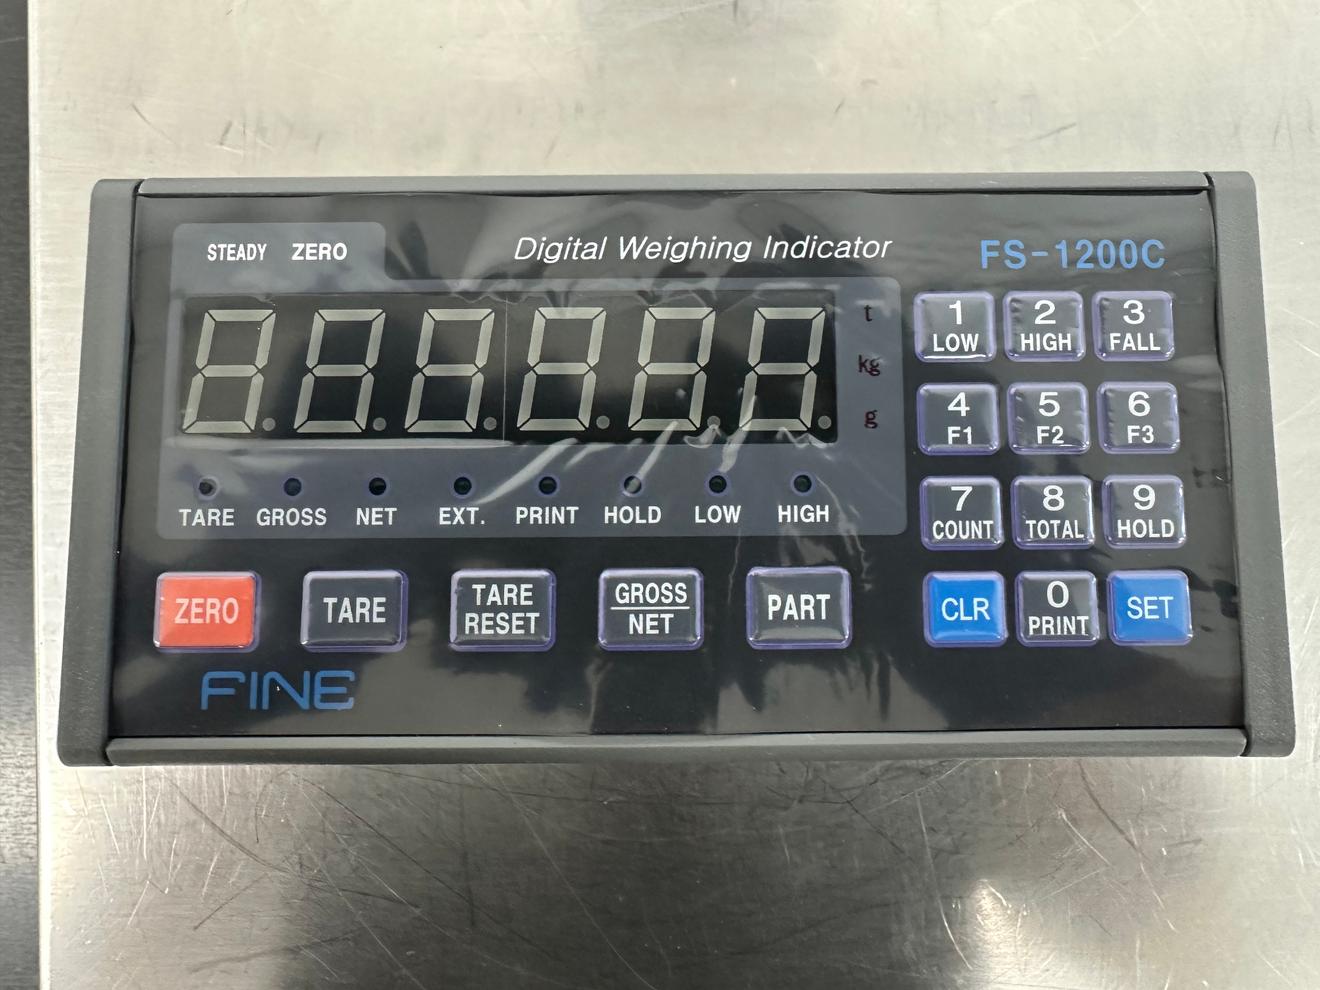 STEADY ZERO
Digital Weighing Indicator
FS-1200C
t
kg
g
TARE GROSS NET EXT. PRINT HOLD LOW HIGH
1 LOW
2 HIGH
3 FALL
4 F1
5 F2
6 F3
7 COUNT
8 TOTAL
9 HOLD
ZERO
TARE
TARE RESET
GROSS NET
PART
CLR
0 PRINT
SET
FINE